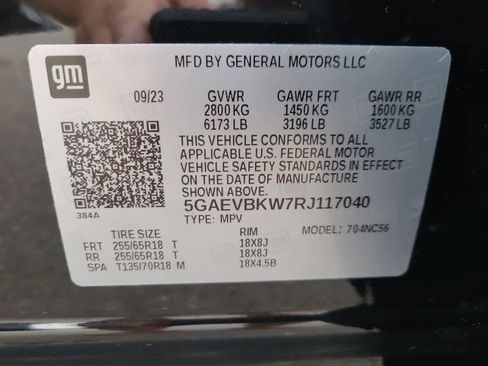 gm
MFD BY GENERAL MOTORS LLC
09/23 GVWR GAWR FRT GAWR RR
2800 KG 1450 KG 1600 KG
6173 LB 3196 LB 3527 LB
THIS VEHICLE CONFORMS TO ALL
APPLICABLE U.S. FEDERAL MOTOR
VEHICLE SAFETY STANDARDS IN EFFECT
ON THE DATE OF MANUFACTURE SHOWN
ABOVE.
384A
5GAEVBKW7RJ117040
TYPE: MPV MODEL: 704NC56
TIRE SIZE RIM
FRT 255/65R18 T 18X8J
RR 255/65R18 T 18X8J
SPA T135/70R18 M 18X4.5B